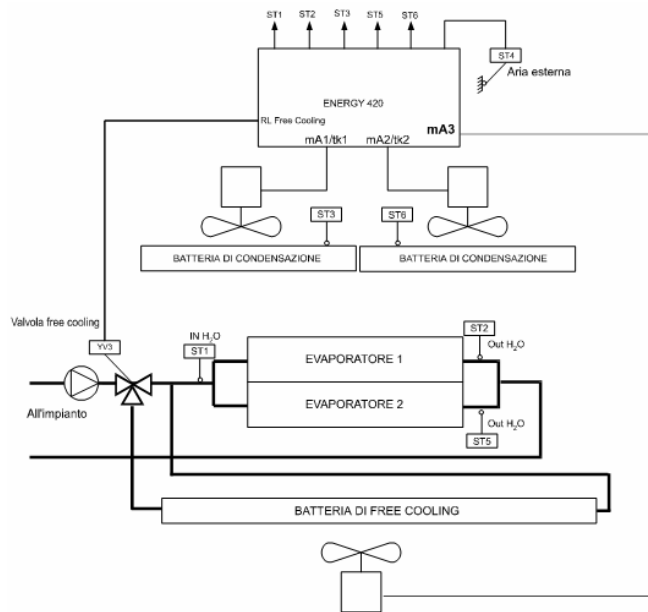 ST1
ST2
ST3
ST5
ST6
ST4
Aria esterna
ENERGY 420
RL Free Cooling
mA3
mA1/tk1
mA2/tk2
ST3
ST6
BATTERIA DI CONDENSAZIONE
BATTERIA DI CONDENSAZIONE
Valvola free cooling
YV3
IN H2O
ST1
ST2
Out H2O
EVAPORATORE 1
EVAPORATORE 2
All'impianto
Out H2O
ST5
BATTERIA DI FREE COOLING